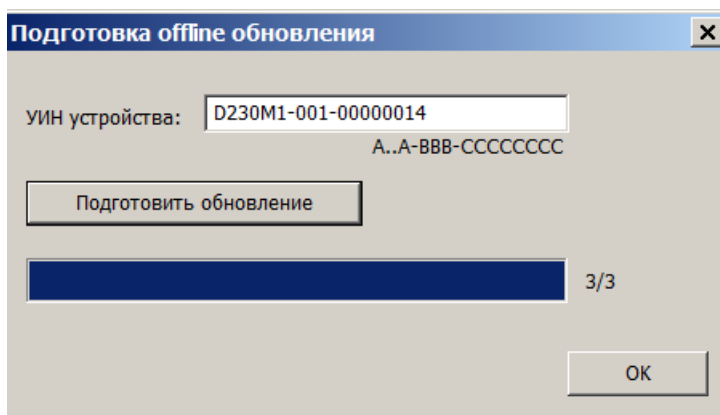 Подготовка offline обновления
УИН устройства: D230M1-001-00000014
A..A-BBB-CCCCCCCC
Подготовить обновление
3/3
OK